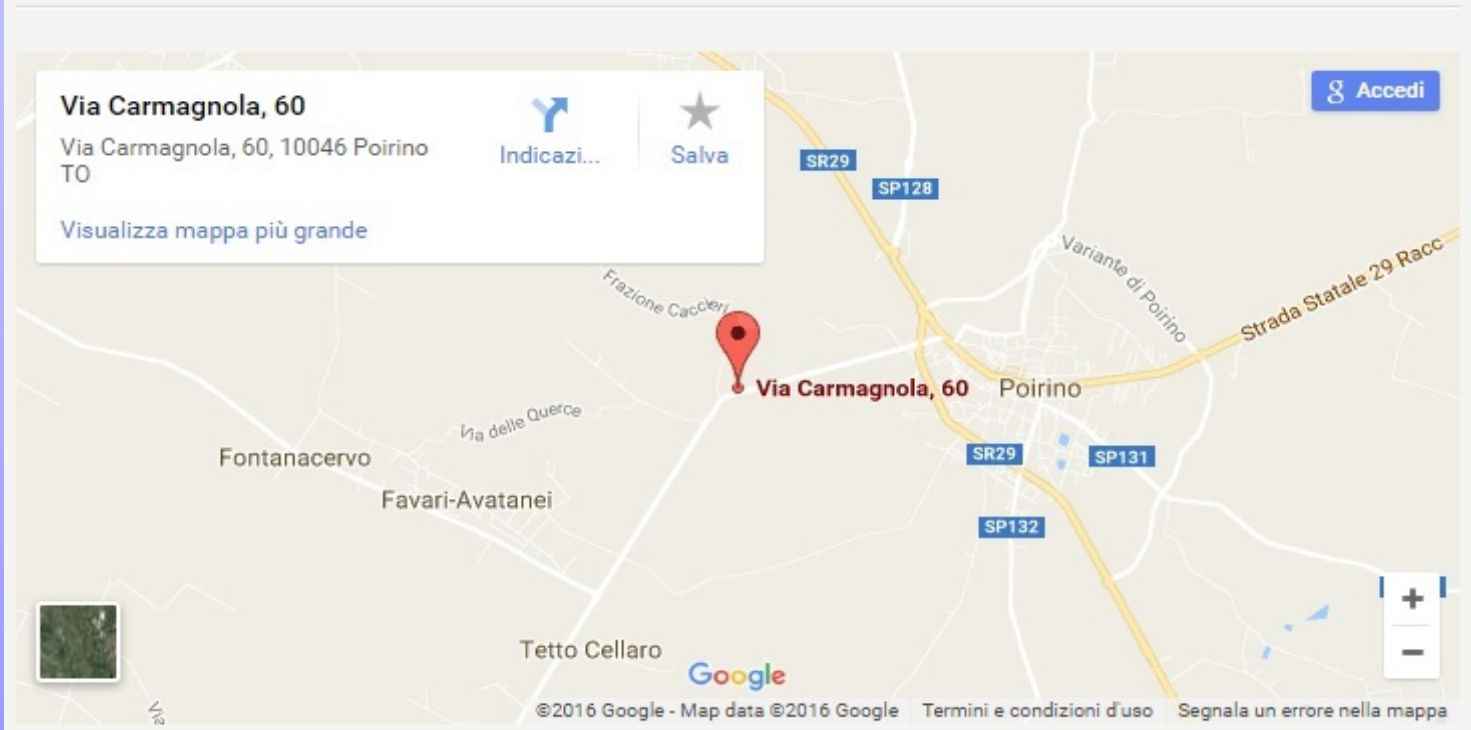 Via Carmagnola, 60
Via Carmagnola, 60, 10046 Poirino
TO
Indicazi...
Salva
Visualizza mappa più grande
g Accedi
SR29
SP128
Variante di Poirino
Strada Statale 29 Racc
Frazione Caccieri
Via Carmagnola, 60
Poirino
Via delle Querce
Fontanacervo
SR29
SP131
Favari-Avatanei
SP132
Tetto Cellaro
+
−
Google
Via
©2016 Google - Map data ©2016 Google
Termini e condizioni d'uso
Segnala un errore nella mappa